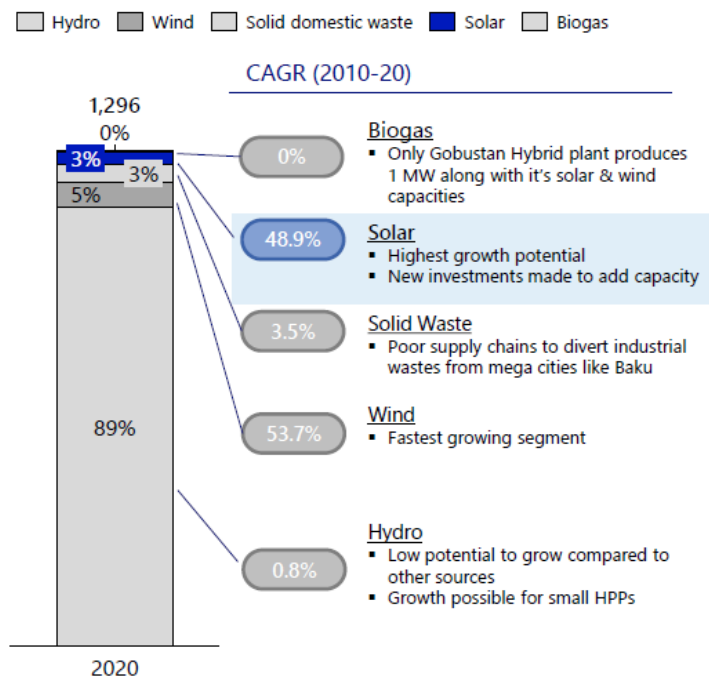 Hydro Wind Solid domestic waste Solar Biogas
CAGR (2010-20)
1,296
0%
3%
3%
5%
89%
2020
0%
Biogas
▪ Only Gobustan Hybrid plant produces
1 MW along with it's solar & wind
capacities
48.9%
Solar
▪ Highest growth potential
▪ New investments made to add capacity
3.5%
Solid Waste
▪ Poor supply chains to divert industrial
wastes from mega cities like Baku
53.7%
Wind
▪ Fastest growing segment
0.8%
Hydro
▪ Low potential to grow compared to
other sources
▪ Growth possible for small HPPs